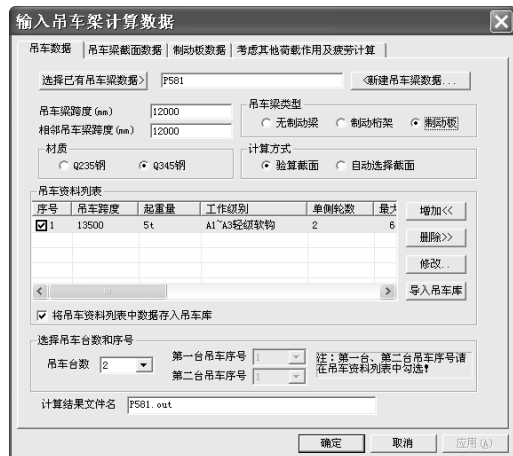 输入吊车梁计算数据
吊车数据 吊车梁截面数据 制动板数据 考虑其他荷载作用及疲劳计算
选择已有吊车梁数据> P581 <新建吊车梁数据...
吊车梁跨度(mm) 12000
相邻吊车梁跨度(mm) 12000
吊车梁类型
无制动梁 制动桁架 制动板
材质
Q235钢 Q345钢
计算方式
验算截面 自动选择截面
吊车资料列表
序号 吊车跨度 起重量 工作级别 单侧轮数 最大
1 13500 5t A1~A3轻级软钩 2 6
增加<<
删除>>
修改..
导入吊车库
将吊车资料列表中数据存入吊车库
选择吊车台数和序号
吊车台数 2
第一台吊车序号 1
第二台吊车序号 1
注:第一台、第二台吊车序号请
在吊车资料列表中勾选!
计算结果文件名 P581.out
确定 取消 应用(A)